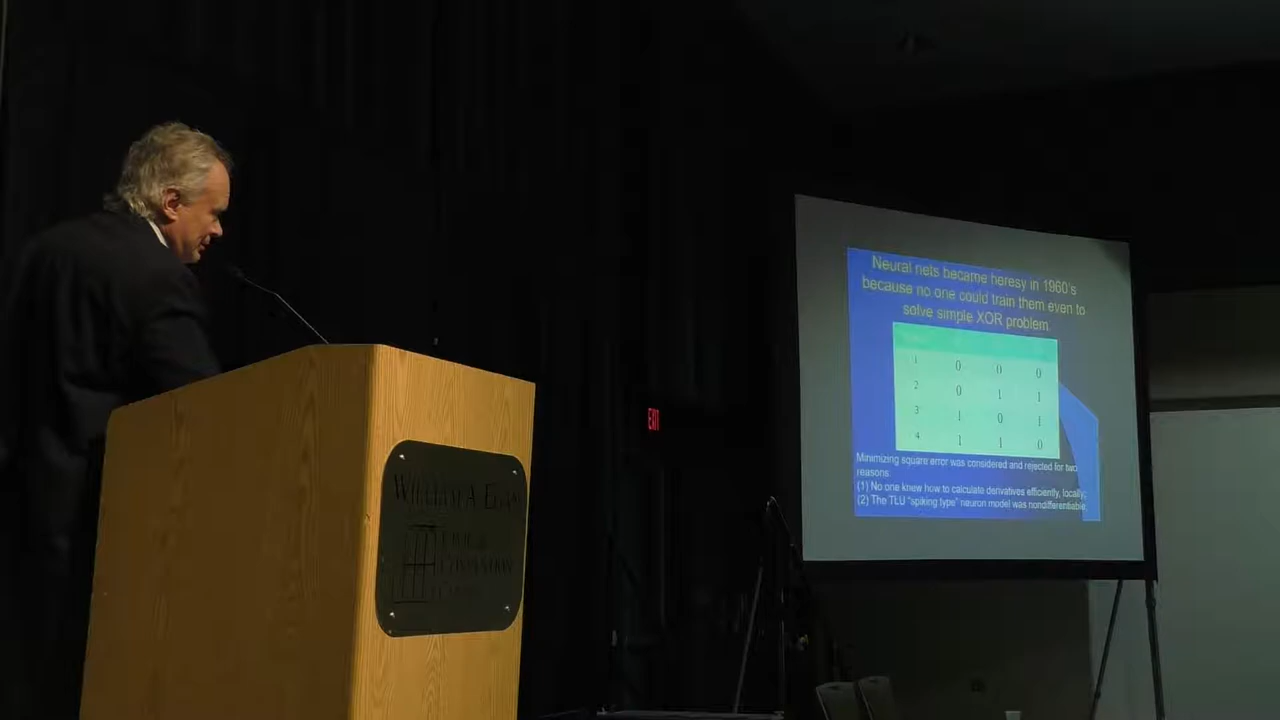 WILLIAM A. EGAN
CONVENTION
EXIT
Neural nets became heresy in 1960's
because no one could train them even to
solve simple XOR problem
1 0 0 0
2 0 1 1
3 1 0 1
4 1 1 0
Minimizing square error was considered and rejected for two
reasons.
(1) No one knew how to calculate derivatives efficiently, locally;
(2) The TLU “spiking type” neuron model was nondifferentiable